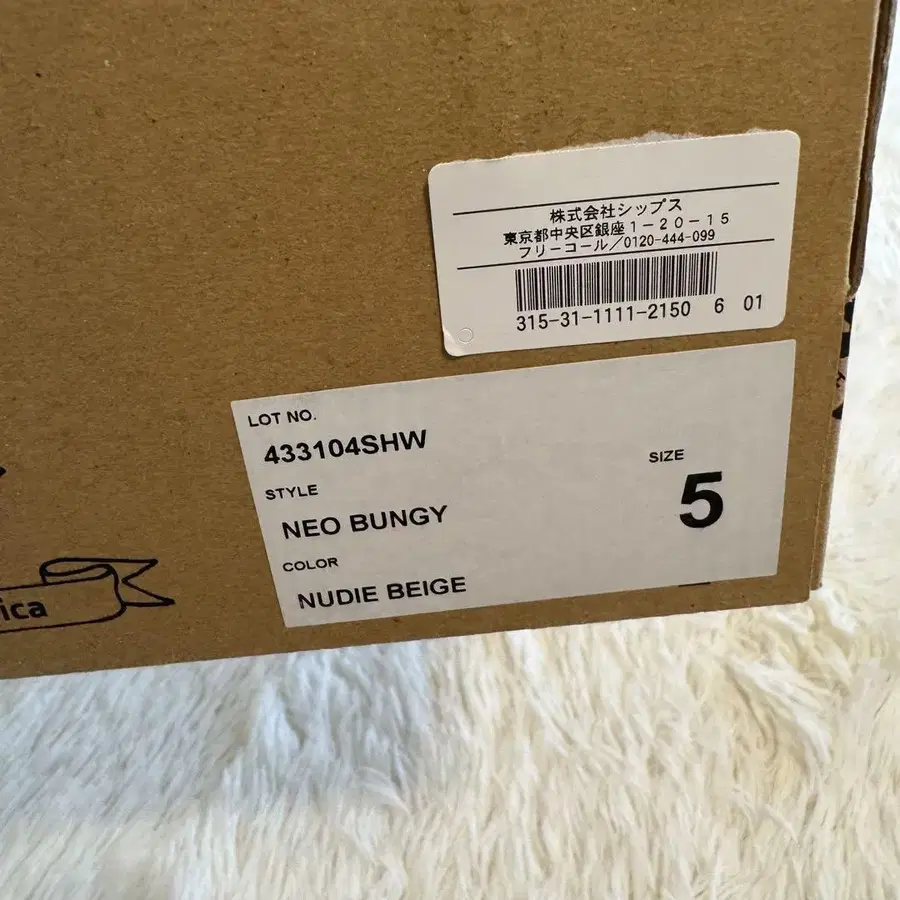 株式会社シップス
東京都中央区銀座1-20-15
フリーコール/0120-444-099
315-31-1111-2150 6 01
LOT NO.
433104SHW
STYLE
NEO BUNGY
SIZE
5
COLOR
NUDIE BEIGE
ica